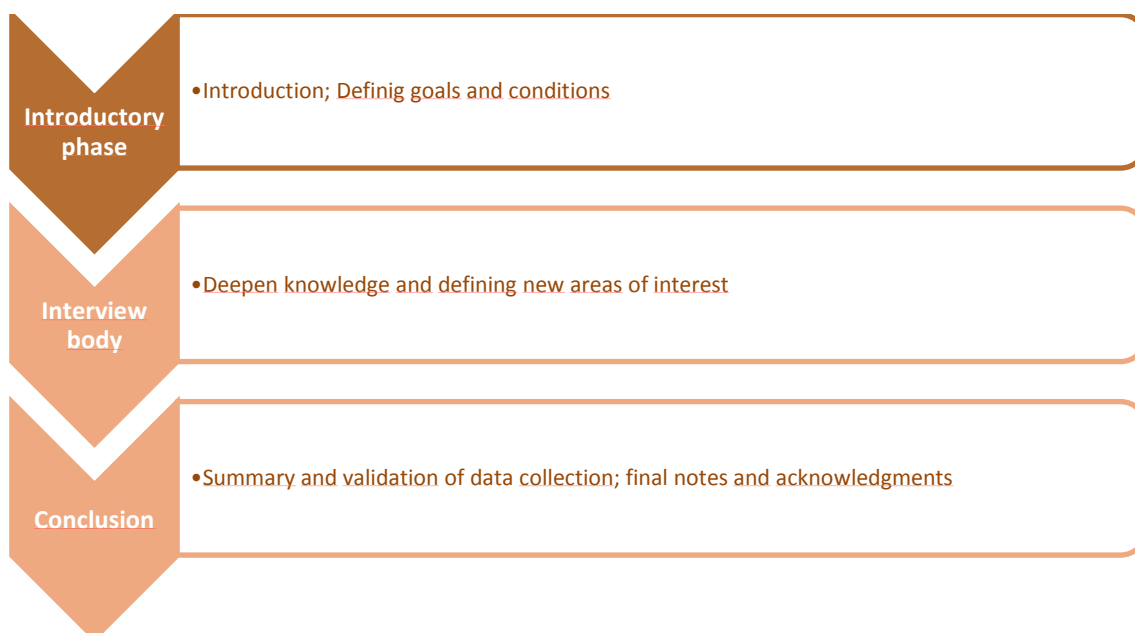 Introductory
phase
•Introduction; Definig goals and conditions
Interview
body
•Deepen knowledge and defining new areas of interest
Conclusion
•Summary and validation of data collection; final notes and acknowledgments